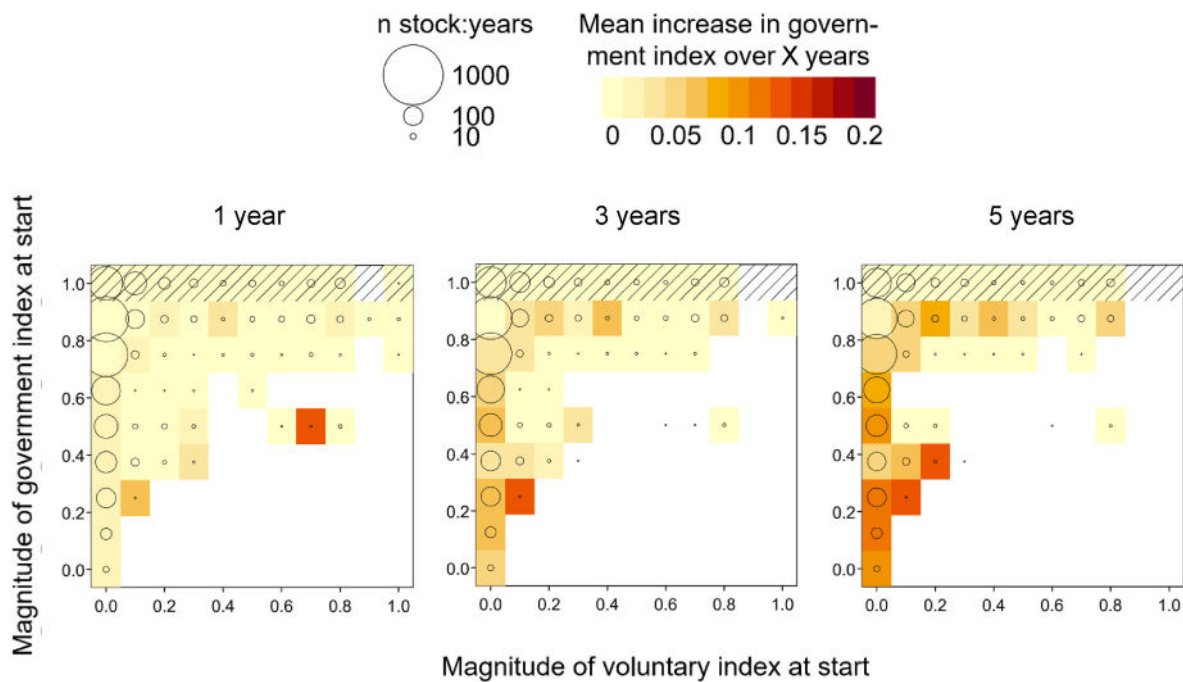 n stock:years
1000
100
10
Mean increase in govern-
ment index over X years
0 0.05 0.1 0.15 0.2
Magnitude of government index at start
1 year
1.0
0.8
0.6
0.4
0.2
0.0
0.0 0.2 0.4 0.6 0.8 1.0
3 years
1.0
0.8
0.6
0.4
0.2
0.0
0.0 0.2 0.4 0.6 0.8 1.0
5 years
1.0
0.8
0.6
0.4
0.2
0.0
0.0 0.2 0.4 0.6 0.8 1.0
Magnitude of voluntary index at start